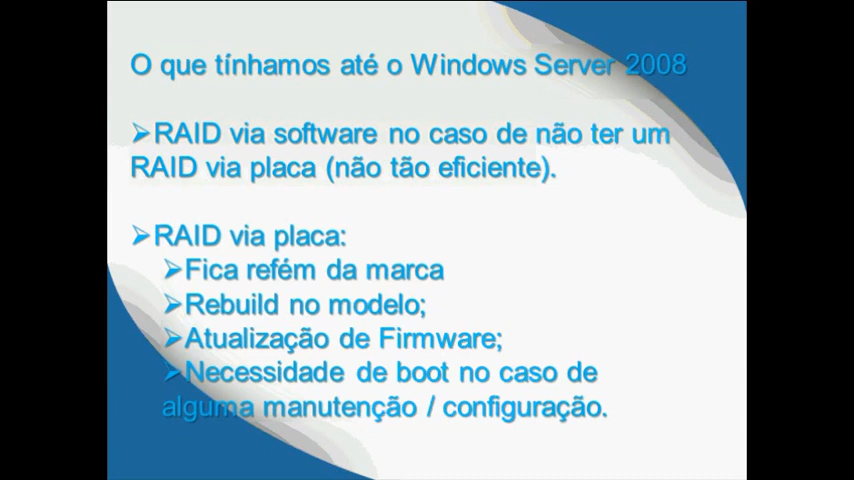 O que tínhamos até o Windows Server 2008
➢RAID via software no caso de não ter um
RAID via placa (não tão eficiente).
➢RAID via placa:
➢Fica refém da marca
➢Rebuild no modelo;
➢Atualização de Firmware;
➢Necessidade de boot no caso de
alguma manutenção / configuração.